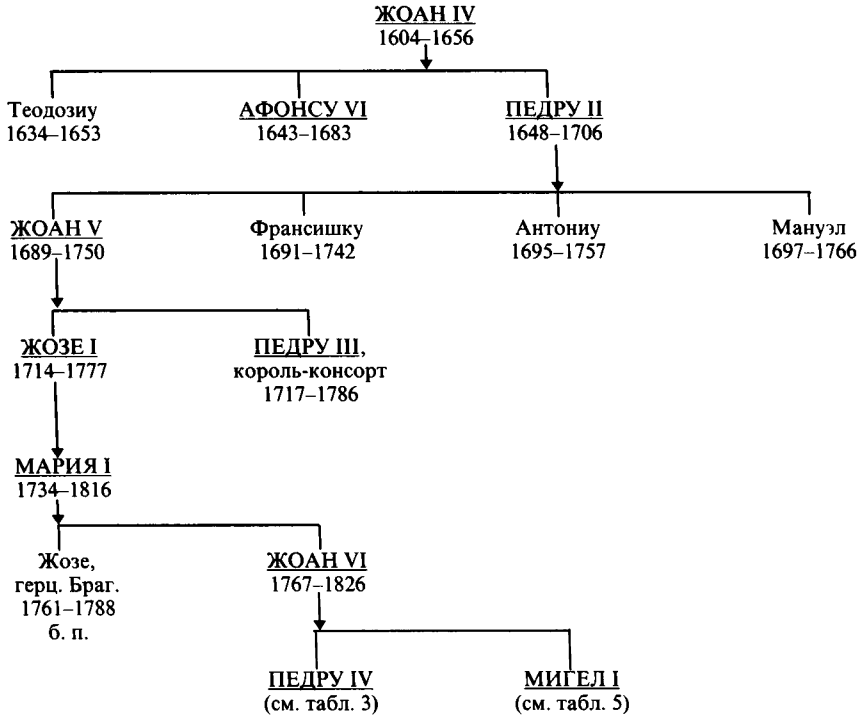 ЖОАН IV
1604–1656
Теодозиу АФОНСУ VI ПЕДРУ II
1634–1653 1643–1683 1648–1706
ЖОАН V Франсишку Антониу Мануэл
1689–1750 1691–1742 1695–1757 1697–1766
ЖОЗЕ I ПЕДРУ III,
1714–1777 король-консорт
1717–1786
МАРИЯ I
1734–1816
Жозе, ЖОАН VI
герц. Браг. 1767–1826
1761–1788
б. п.
ПЕДРУ IV МИГЕЛ I
(см. табл. 3) (см. табл. 5)